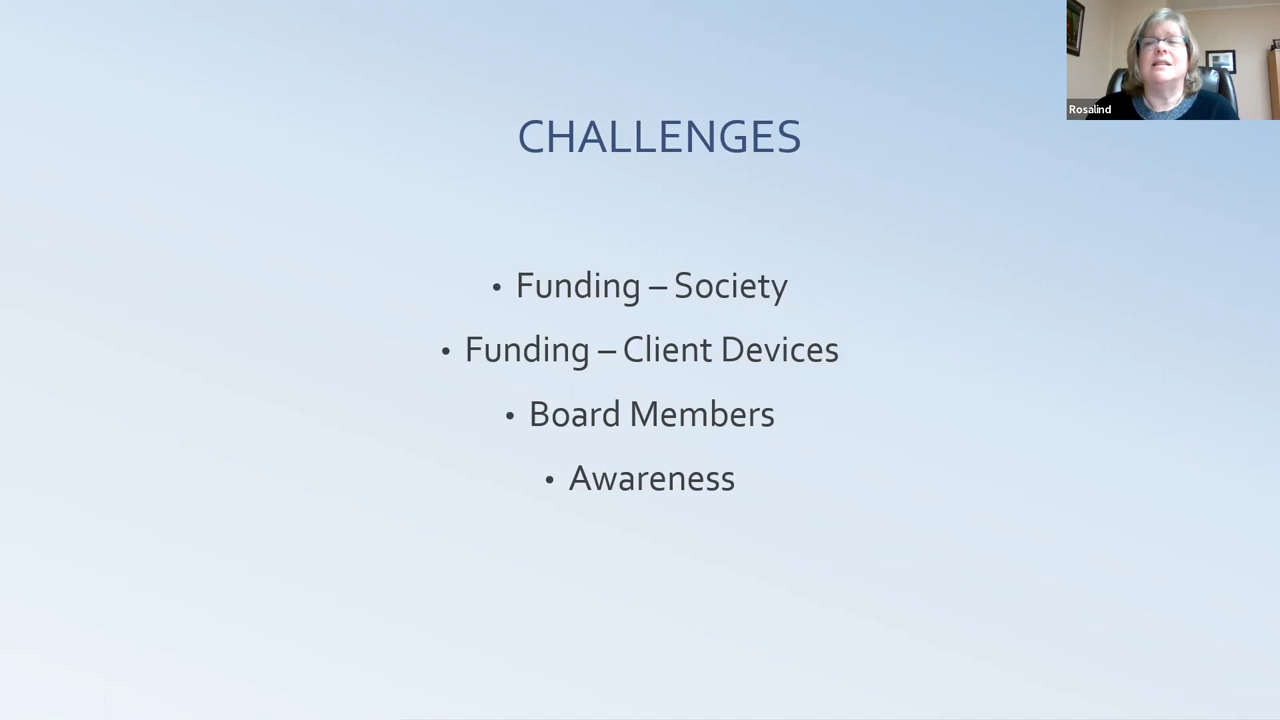 Rosalind
CHALLENGES
• Funding – Society
• Funding – Client Devices
• Board Members
• Awareness